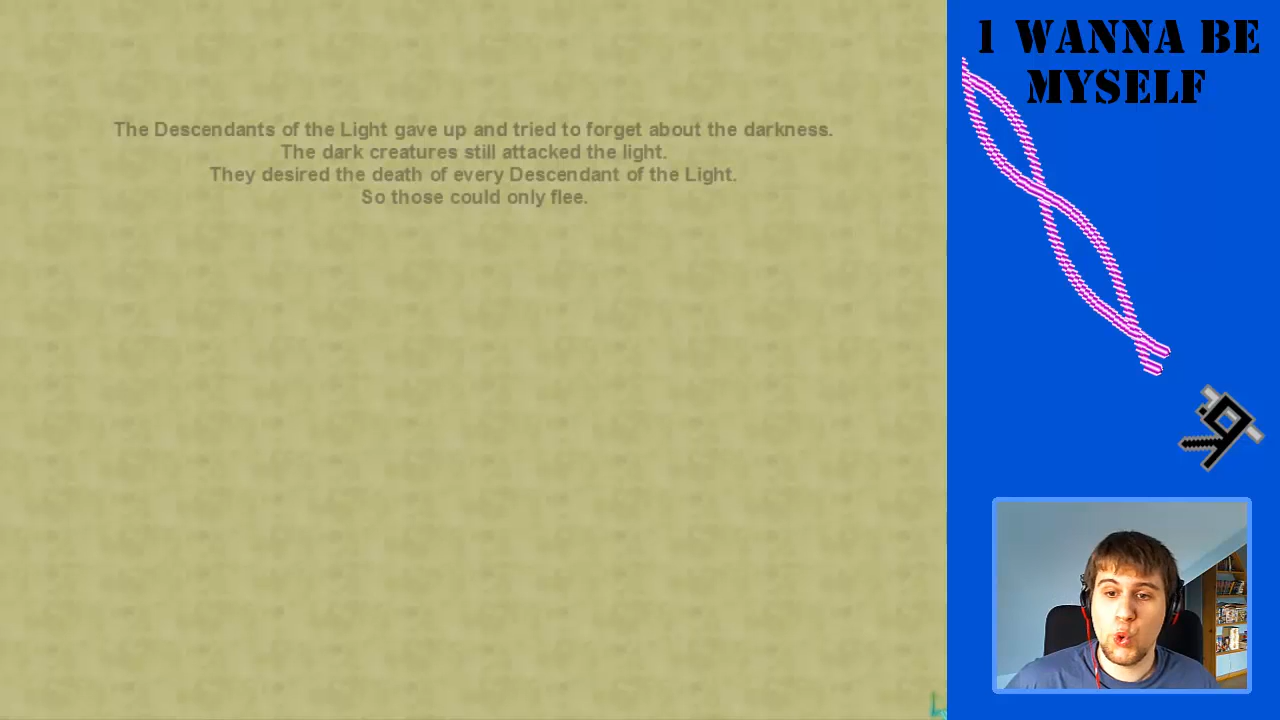 The Descendants of the Light gave up and tried to forget about the darkness.
The dark creatures still attacked the light.
They desired the death of every Descendant of the Light.
So those could only flee.
1 WANNA BE
MYSELF